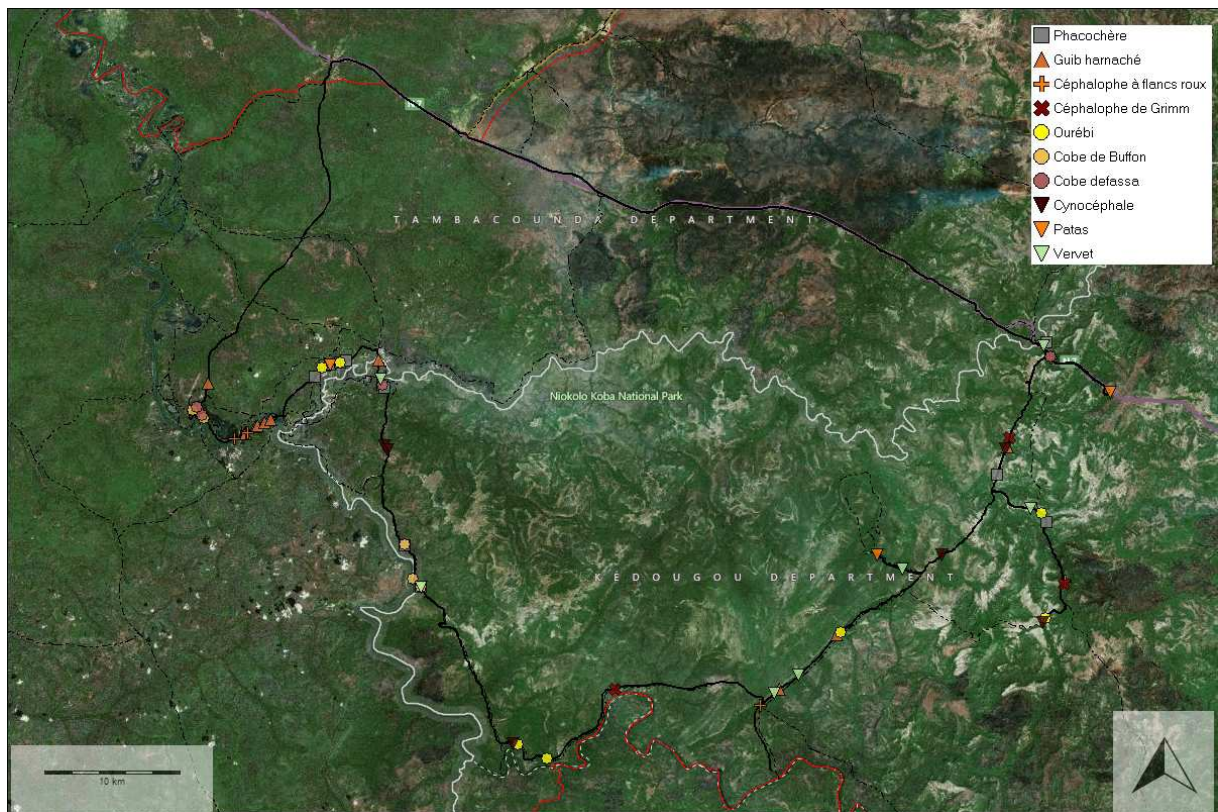 Phacochère
Guib harnaché
Céphalophe à flancs roux
Céphalophe de Grimm
Ourébi
Cobe de Buffon
Cobe defassa
Cynocéphale
Patas
Vervet
TAMBACOUNDA DEPARTMENT
Niokolo Koba National Park
KÉDOUGOU DEPARTMENT
10 km